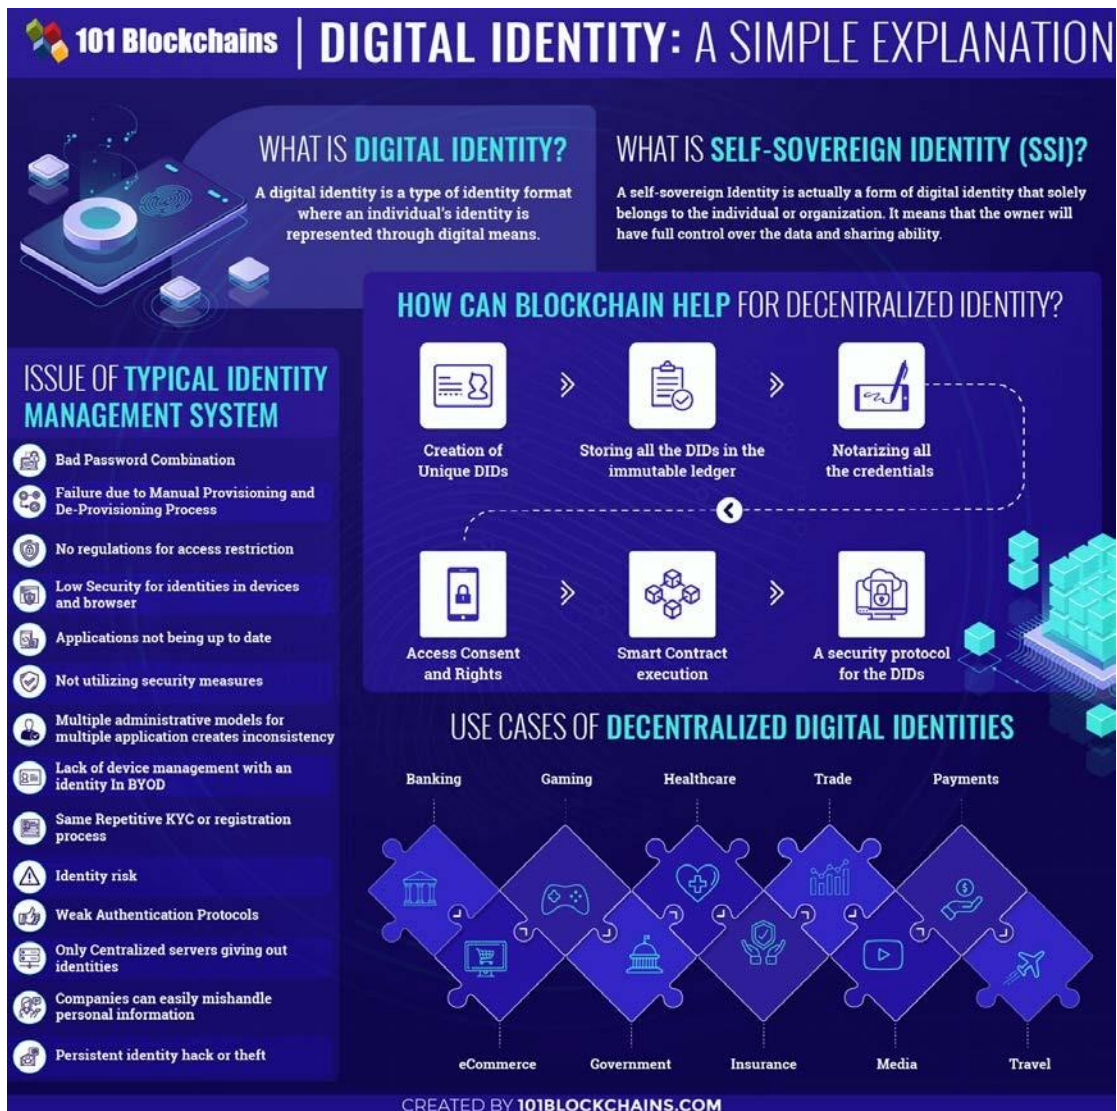 101 Blockchains
DIGITAL IDENTITY: A SIMPLE EXPLANATION
WHAT IS DIGITAL IDENTITY?
A digital identity is a type of identity format
where an individual's identity is
represented through digital means.
WHAT IS SELF-SOVEREIGN IDENTITY (SSI)?
A self-sovereign Identity is actually a form of digital identity that solely
belongs to the individual or organization. It means that the owner will
have full control over the data and sharing ability.
HOW CAN BLOCKCHAIN HELP FOR DECENTRALIZED IDENTITY?
Creation of
Unique DIDs
Storing all the DIDs in the
immutable ledger
Notarizing all
the credentials
Access Consent
and Rights
Smart Contract
execution
A security protocol
for the DIDs
ISSUE OF TYPICAL IDENTITY
MANAGEMENT SYSTEM
Bad Password Combination
Failure due to Manual Provisioning and
De-Provisioning Process
No regulations for access restriction
Low Security for identities in devices
and browser
Applications not being up to date
Not utilizing security measures
Multiple administrative models for
multiple application creates inconsistency
Lack of device management with an
identity In BYOD
Same Repetitive KYC or registration
process
Identity risk
Weak Authentication Protocols
Only Centralized servers giving out
identities
Companies can easily mishandle
personal information
Persistent identity hack or theft
USE CASES OF DECENTRALIZED DIGITAL IDENTITIES
Banking
Gaming
Healthcare
Trade
Payments
eCommerce
Government
Insurance
Media
Travel
CREATED BY 101BLOCKCHAINS.COM